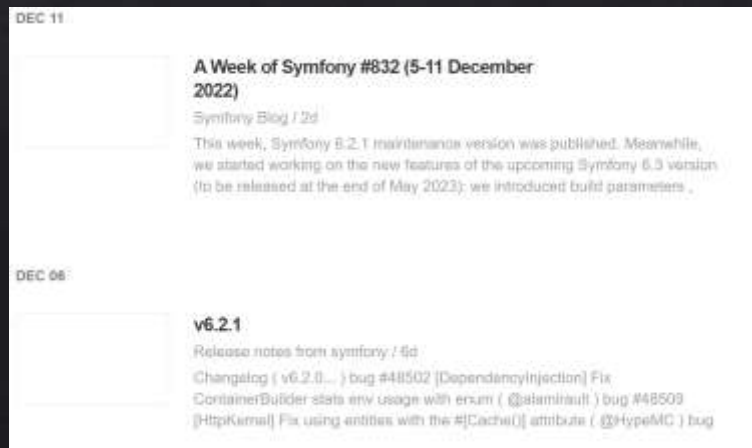 DEC 11
A Week of Symfony #832 (5-11 December
2022)
Symfony Blog / 2d
This week, Symfony 6.2.1 maintenance version was published. Meanwhile,
we started working on the new features of the upcoming Symfony 6.3 version
(to be released at the end of May 2023): we introduced build parameters ,
DEC 06
v6.2.1
Release notes from symfony / 6d
Changelog ( v6.2.0... ) bug #48502 [DependencyInjection] Fix
ContainerBuilder stats env usage with enum ( @alamirault ) bug #48509
[HttpKernel] Fix using entities with the #[Cache()] attribute ( @HypeMC ) bug